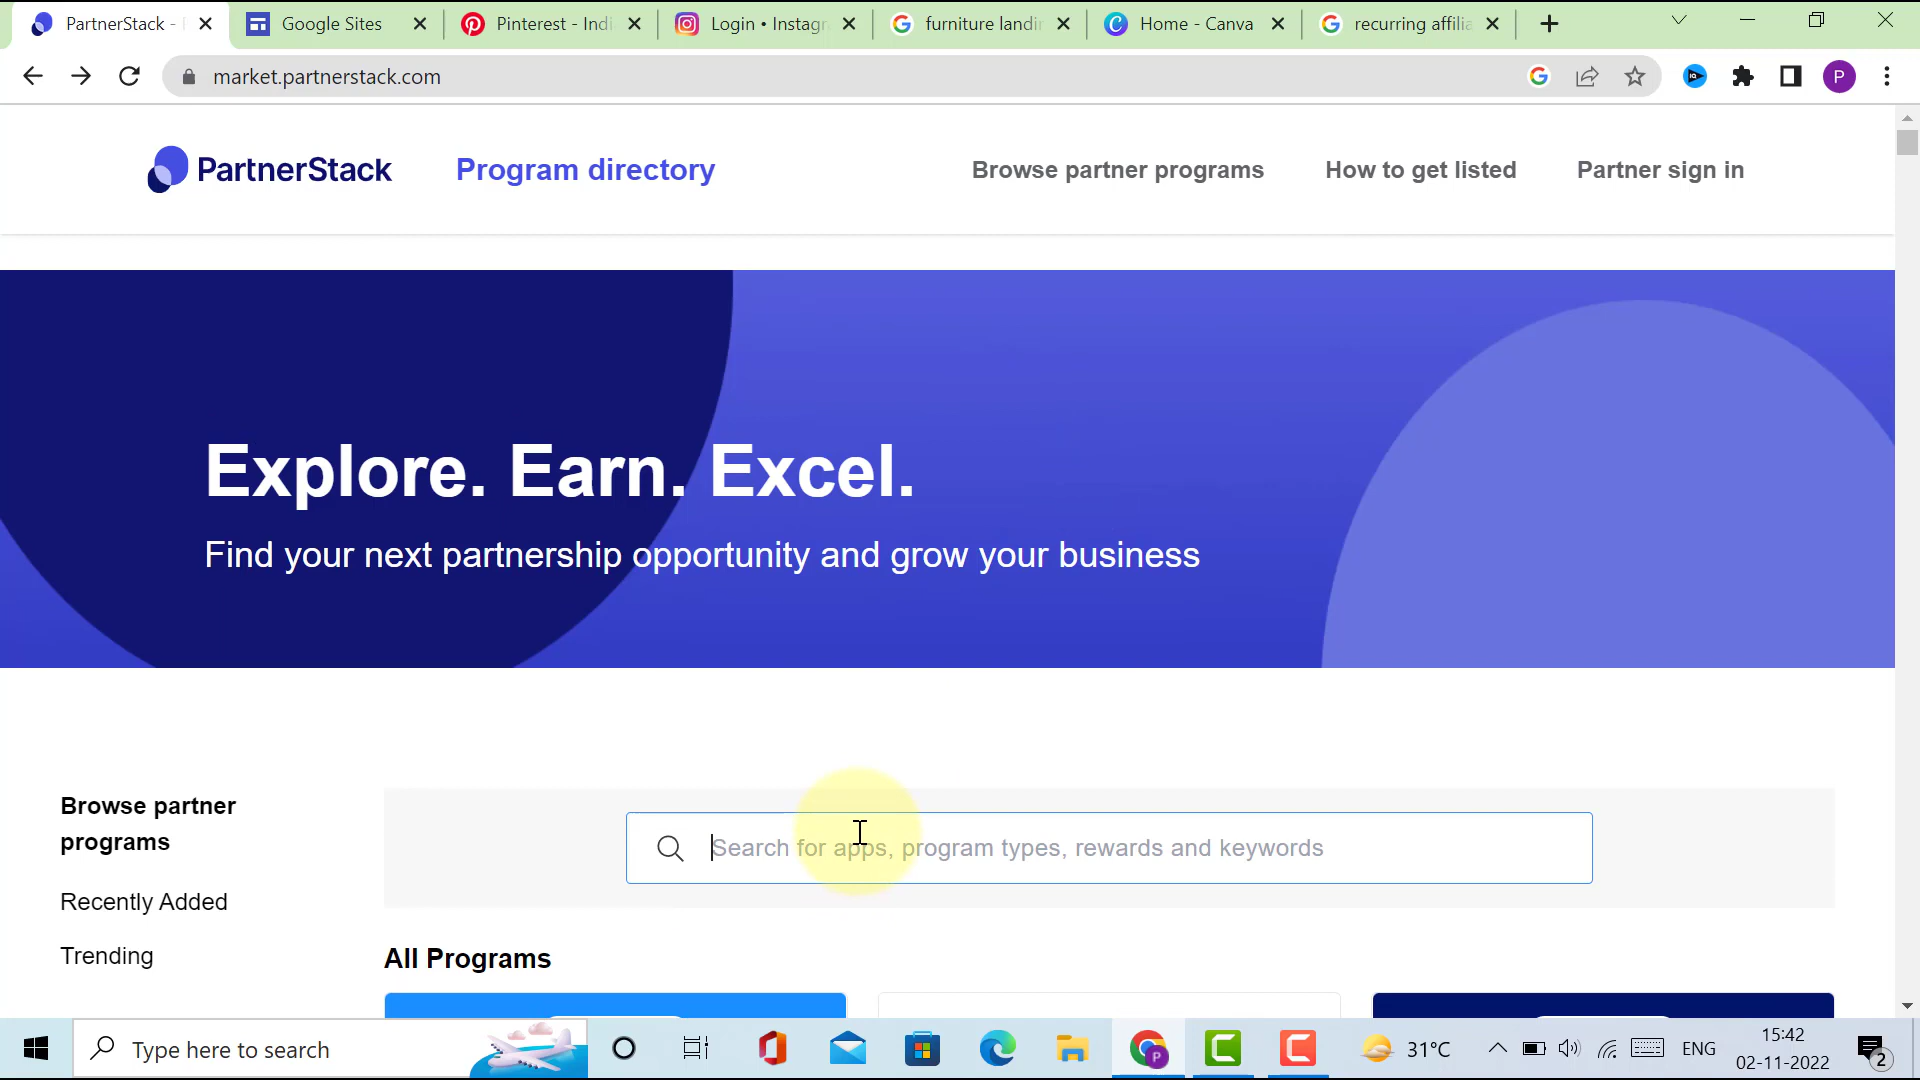 PartnerStack -
Google Sites
Pinterest - Indi
Login • Instagr
furniture landin
Home - Canva
recurring affilia
market.partnerstack.com
P
PartnerStack
Program directory
Browse partner programs
How to get listed
Partner sign in
Explore. Earn. Excel.
Find your next partnership opportunity and grow your business
Browse partner
programs
Search for apps, program types, rewards and keywords
Recently Added
Trending
All Programs
Type here to search
31°C
ENG
15:42
02-11-2022
2